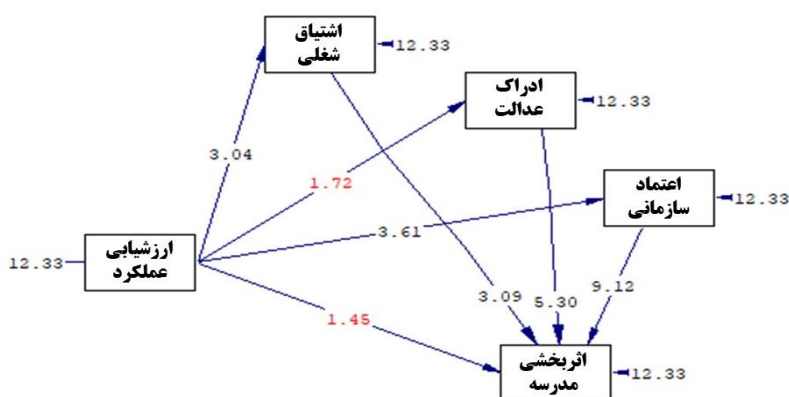 اشتیاق
شغلی
12.33
ادراک
عدالت
12.33
3.04
1.72
اعتماد
سازمانی
12.33
3.61
ارزشیابی
عملکرد
12.33
3.09
5.30
9.12
1.45
اثربخشی
مدرسه
12.33